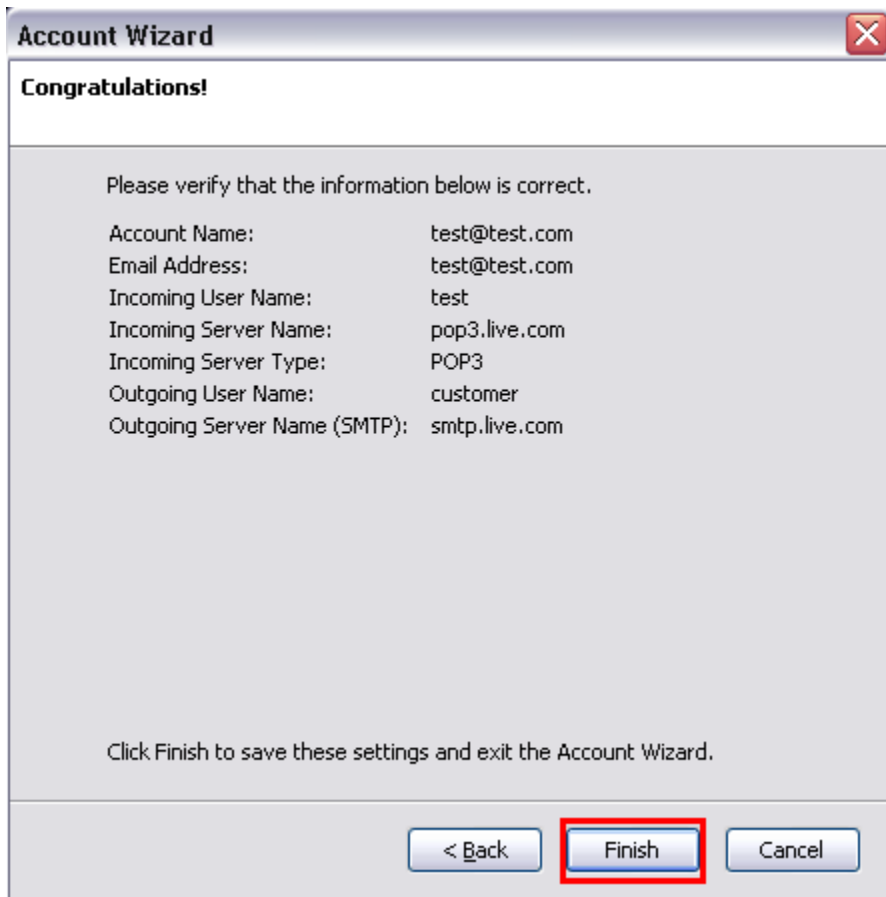 Account Wizard
Congratulations!
Please verify that the information below is correct.
Account Name: test@test.com
Email Address: test@test.com
Incoming User Name: test
Incoming Server Name: pop3.live.com
Incoming Server Type: POP3
Outgoing User Name: customer
Outgoing Server Name (SMTP): smtp.live.com
Click Finish to save these settings and exit the Account Wizard.
< Back Finish Cancel